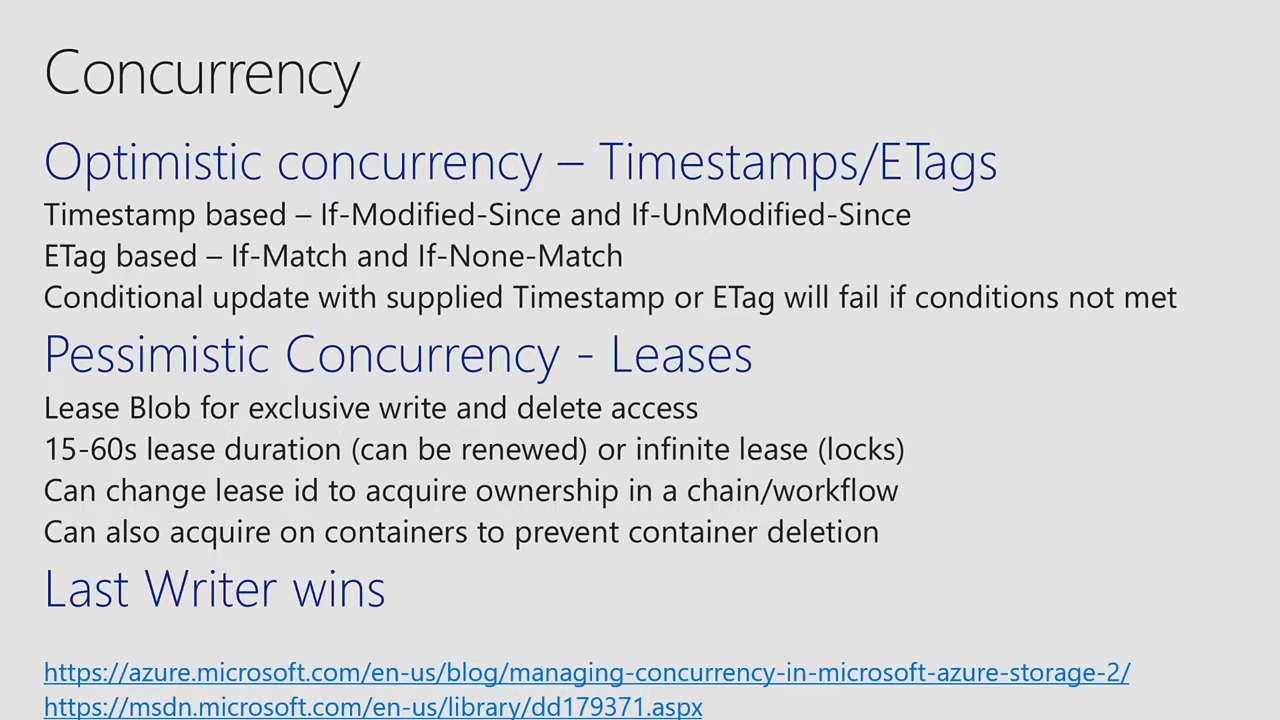 Concurrency
Optimistic concurrency – Timestamps/ETags
Timestamp based – If-Modified-Since and If-UnModified-Since
ETag based – If-Match and If-None-Match
Conditional update with supplied Timestamp or ETag will fail if conditions not met
Pessimistic Concurrency - Leases
Lease Blob for exclusive write and delete access
15-60s lease duration (can be renewed) or infinite lease (locks)
Can change lease id to acquire ownership in a chain/workflow
Can also acquire on containers to prevent container deletion
Last Writer wins
https://azure.microsoft.com/en-us/blog/managing-concurrency-in-microsoft-azure-storage-2/
https://msdn.microsoft.com/en-us/library/dd179371.aspx